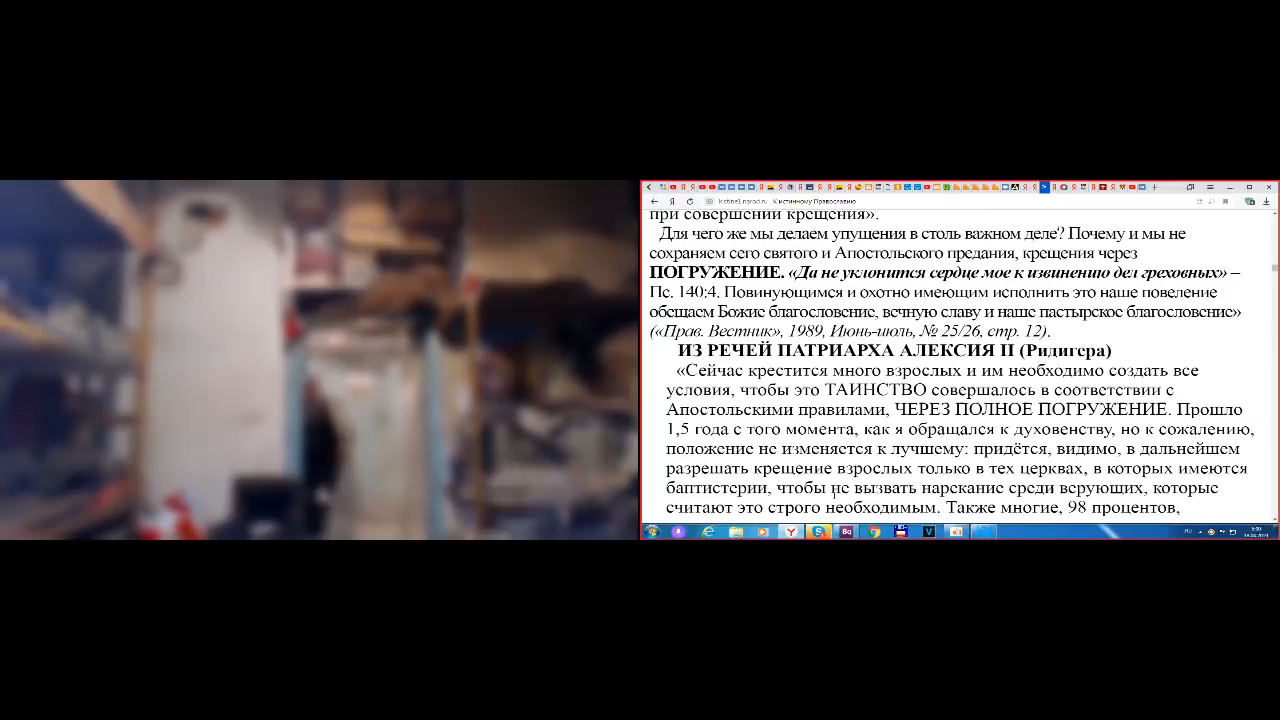 kistine1.narod.ru К истинному Православию
при совершении крещения».
Для чего же мы делаем упущения в столь важном деле? Почему и мы не
сохраняем сего святого и Апостольского предания, крещения через
ПОГРУЖЕНИЕ. «Да не уклонится сердце мое к извинению дел греховных» –
Пс. 140;4. Повинующимся и охотно имеющим исполнить это наше повеление
обещаем Божие благословение, вечную славу и наше пастырское благословение»
(«Прав. Вестник», 1989, Июнь-июль, № 25/26, стр. 12).
ИЗ РЕЧЕЙ ПАТРИАРХА АЛЕКСИЯ II (Ридигера)
«Сейчас крестится много взрослых и им необходимо создать все
условия, чтобы это ТАИНСТВО совершалось в соответствии с
Апостольскими правилами, ЧЕРЕЗ ПОЛНОЕ ПОГРУЖЕНИЕ. Прошло
1,5 года с того момента, как я обращался к духовенству, но к сожалению,
положение не изменяется к лучшему: придётся, видимо, в дальнейшем
разрешать крещение взрослых только в тех церквах, в которых имеются
баптистерии, чтобы не вызвать нарекание среди верующих, которые
считают это строго необходимым. Также многие, 98 процентов,